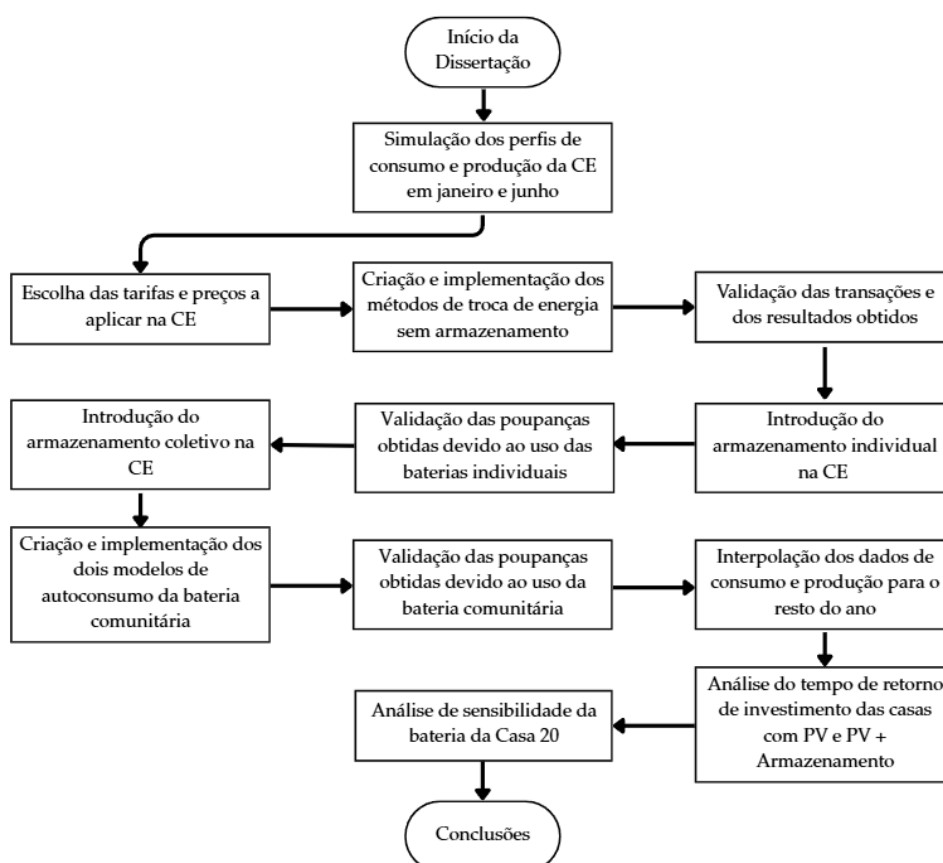 Início da
Dissertação
Simulação dos perfis de
consumo e produção da CE
em janeiro e junho
Escolha das tarifas e preços a
aplicar na CE
Criação e implementação dos
métodos de troca de energia
sem armazenamento
Validação das transações e
dos resultados obtidos
Introdução do
armazenamento individual
na CE
Validação das poupanças
obtidas devido ao uso das
baterias individuais
Introdução do
armazenamento coletivo na
CE
Criação e implementação dos
dois modelos de
autoconsumo da bateria
comunitária
Validação das poupanças
obtidas devido ao uso da
bateria comunitária
Interpolação dos dados de
consumo e produção para o
resto do ano
Análise do tempo de retorno
de investimento das casas
com PV e PV +
Armazenamento
Análise de sensibilidade da
bateria da Casa 20
Conclusões